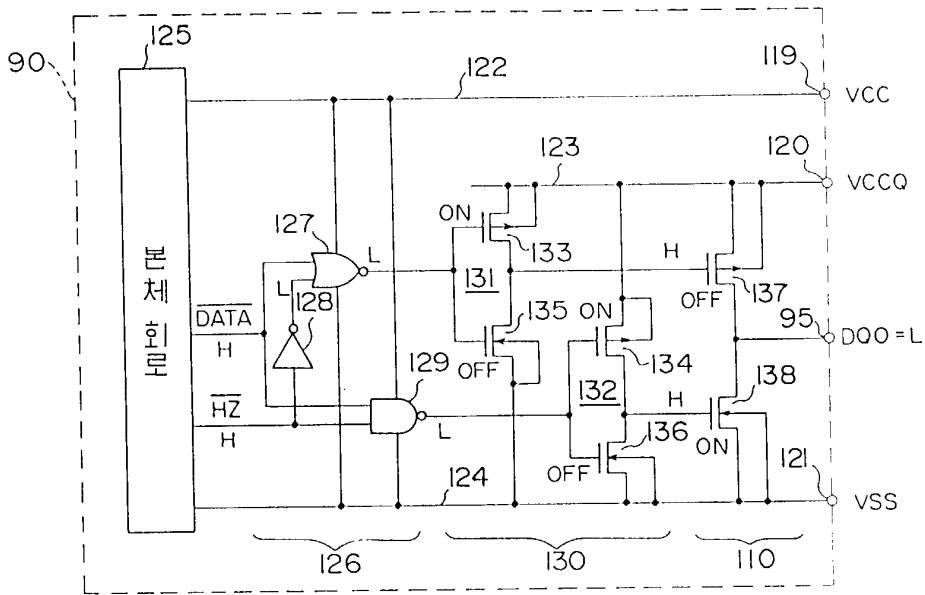 125
90
122
119
VCC
123
120
VCCQ
127
ON
133
L
131
H
137
OFF
본체 회로
L
128
135
ON
95
DATA
H
OFF
134
DQ0=L
129
132
138
HZ
H
L
H
136
ON
OFF
124
121
VSS
126
130
110